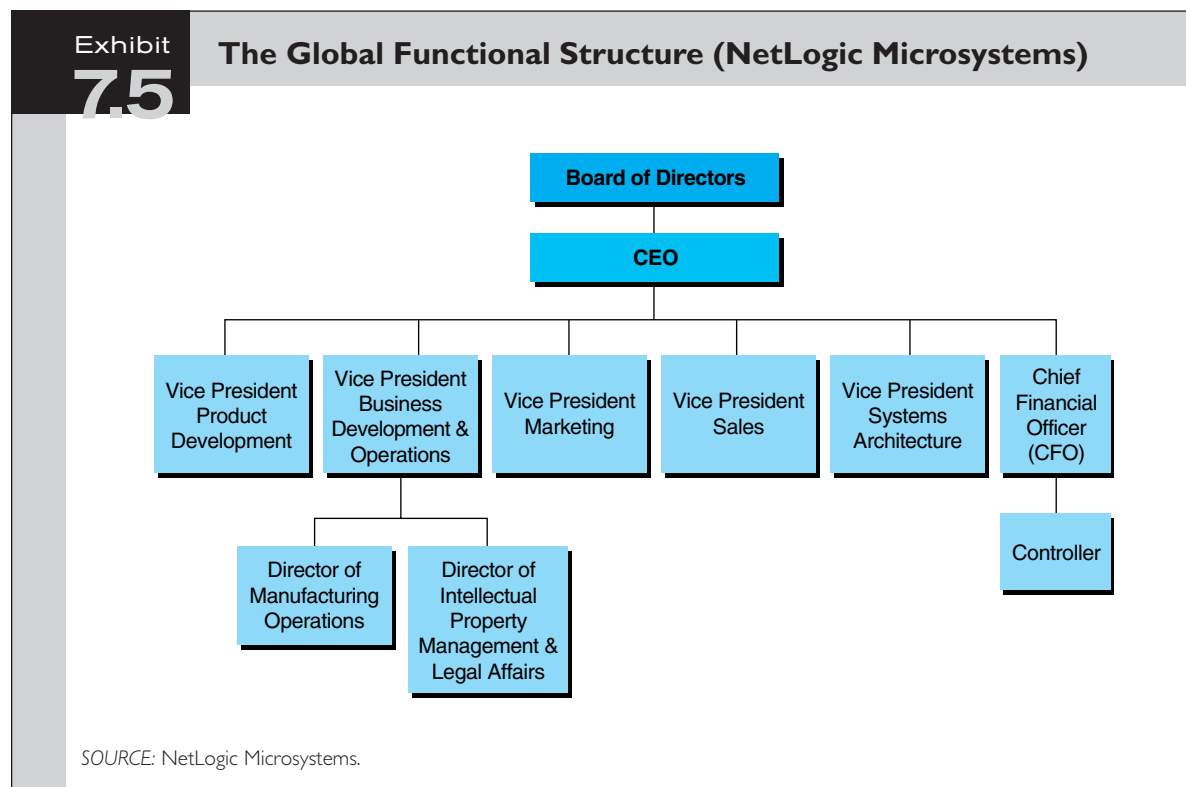 Exhibit
7.5
The Global Functional Structure (NetLogic Microsystems)
Board of Directors
CEO
Vice President
Product
Development
Vice President
Business
Development &
Operations
Vice President
Marketing
Vice President
Sales
Vice President
Systems
Architecture
Chief
Financial
Officer
(CFO)
Director of
Manufacturing
Operations
Director of
Intellectual
Property
Management &
Legal Affairs
Controller
SOURCE: NetLogic Microsystems.